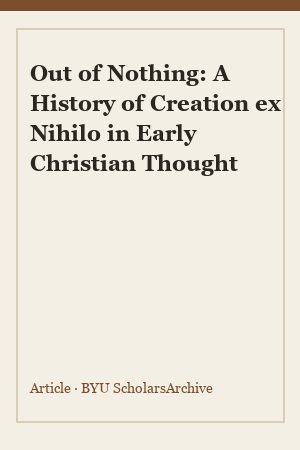 Out of Nothing: A
History of Creation ex
Nihilo in Early
Christian Thought
Article · BYU ScholarsArchive